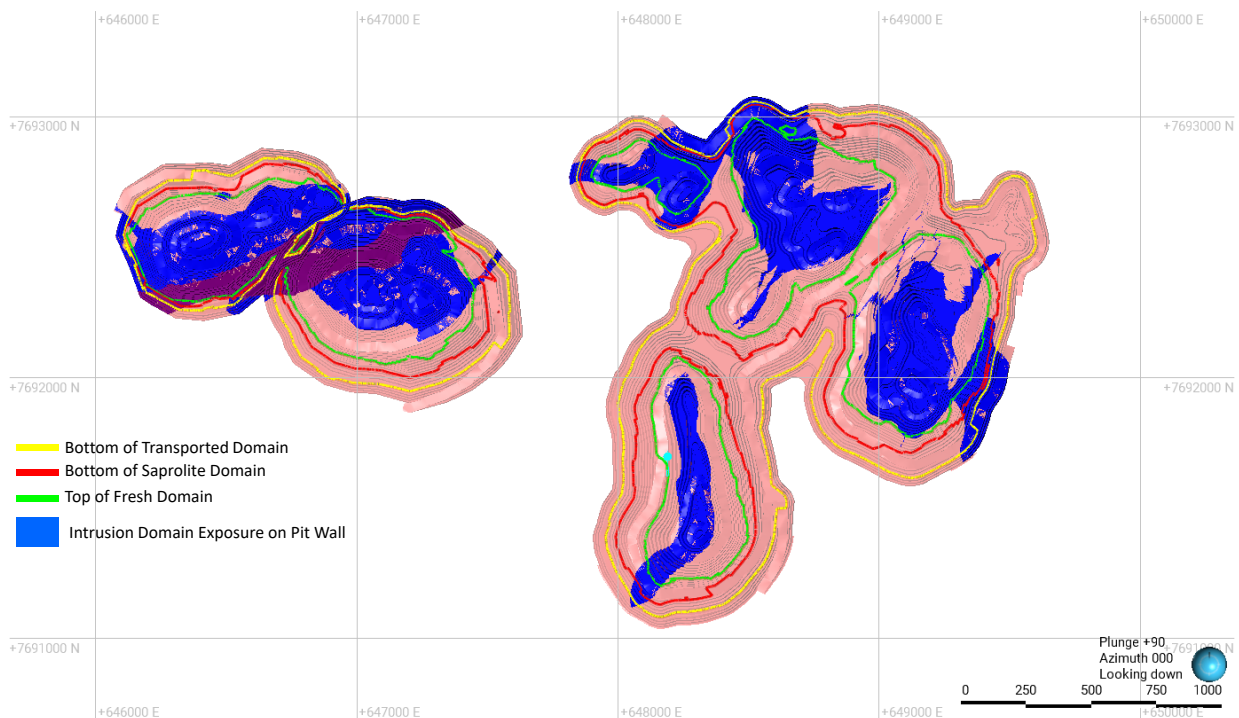 +646000 E
+647000 E
+648000 E
+649000 E
+650000 E
+7693000 N
+7693000 N
+7692000 N
+7692000 N
Bottom of Transported Domain
Bottom of Saprolite Domain
Top of Fresh Domain
Intrusion Domain Exposure on Pit Wall
+7691000 N
+7691000 N
Plunge +90
Azimuth 000
Looking down
0 250 500 750 1000
+646000 E
+647000 E
+648000 E
+649000 E
+650000 E